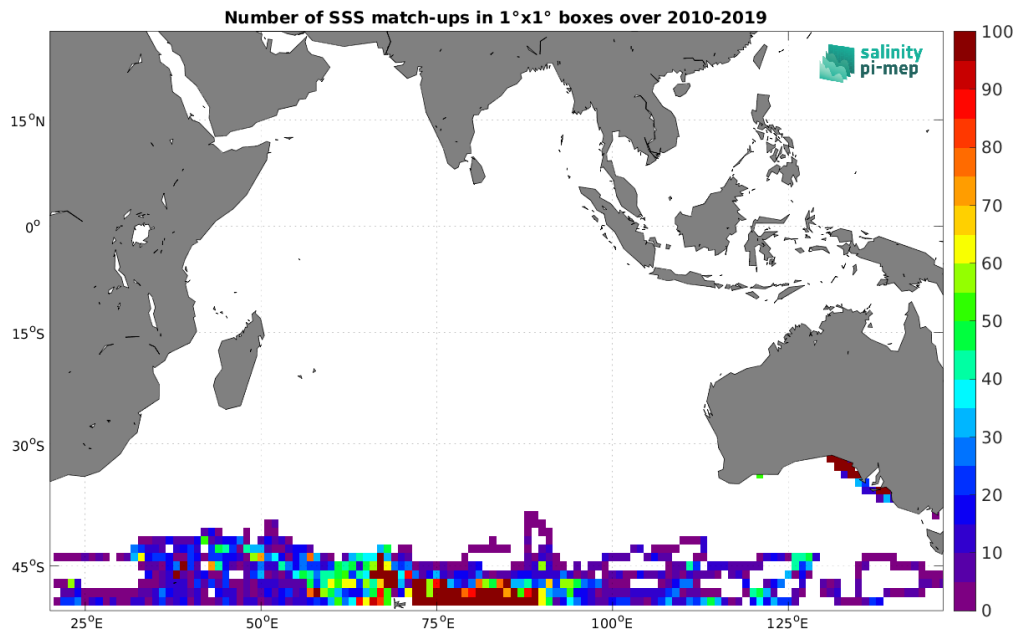 Number of SSS match-ups in 1°x1° boxes over 2010-2019
salinity
pi-mep
100
90
80
70
60
50
40
30
20
10
0
15°N
0°
15°S
30°S
45°S
25°E
50°E
75°E
100°E
125°E